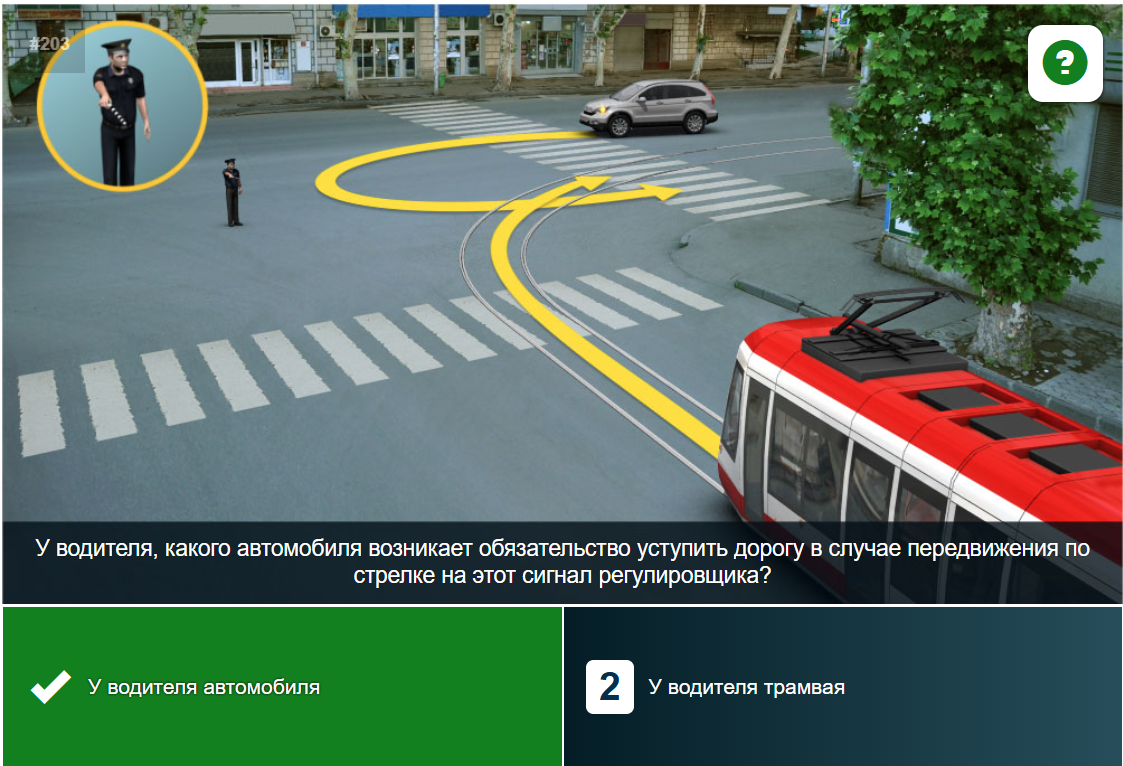 #203
?
У водителя, какого автомобиля возникает обязательство уступить дорогу в случае передвижения по
стрелке на этот сигнал регулировщика?
У водителя автомобиля
2 У водителя трамвая